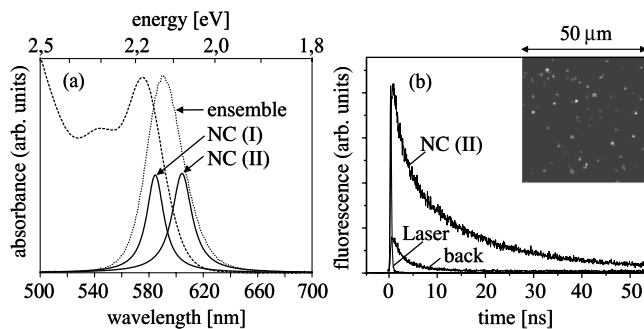 energy [eV]
2,5 2,2 2,0 1,8
(a)
ensemble
NC (I)
NC (II)
absorbance (arb. units)
500 540 580 620 660 700
wavelength [nm]
50 μm
(b)
NC (II)
Laser
back
fluorescence (arb. units)
0 10 20 30 40 50
time [ns]